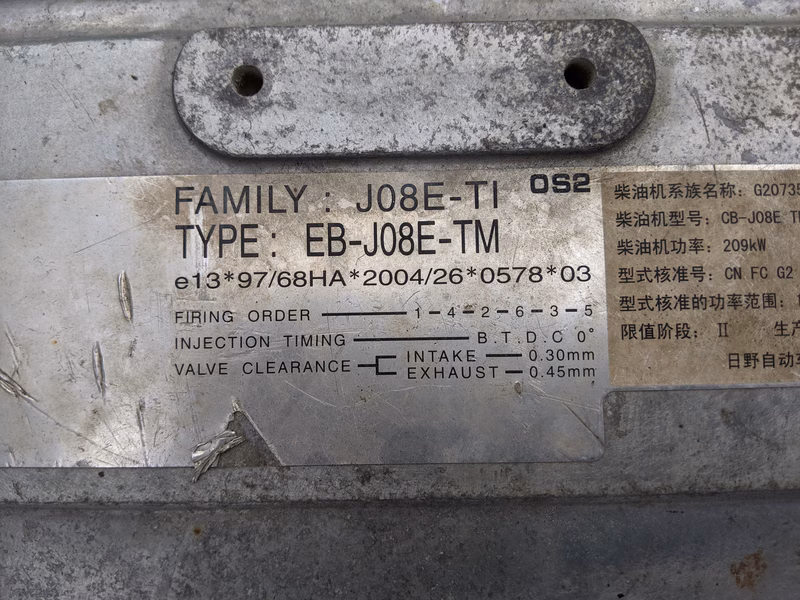 FAMILY : J08E-TI OS2
TYPE : EB-J08E-TM
e13*97/68HA*2004/26*0578*03
FIRING ORDER 1-4-2-6-3-5
INJECTION TIMING B.T.D.C 0°
VALVE CLEARANCE INTAKE 0.30mm
EXHAUST 0.45mm
柴油机系族名称: G20735
柴油机型号: CB-J08E
柴油机功率: 209kW
型式核准号: CN FC G2
型式核准的功率范围:
限值阶段: Ⅱ 生产
日野自动车